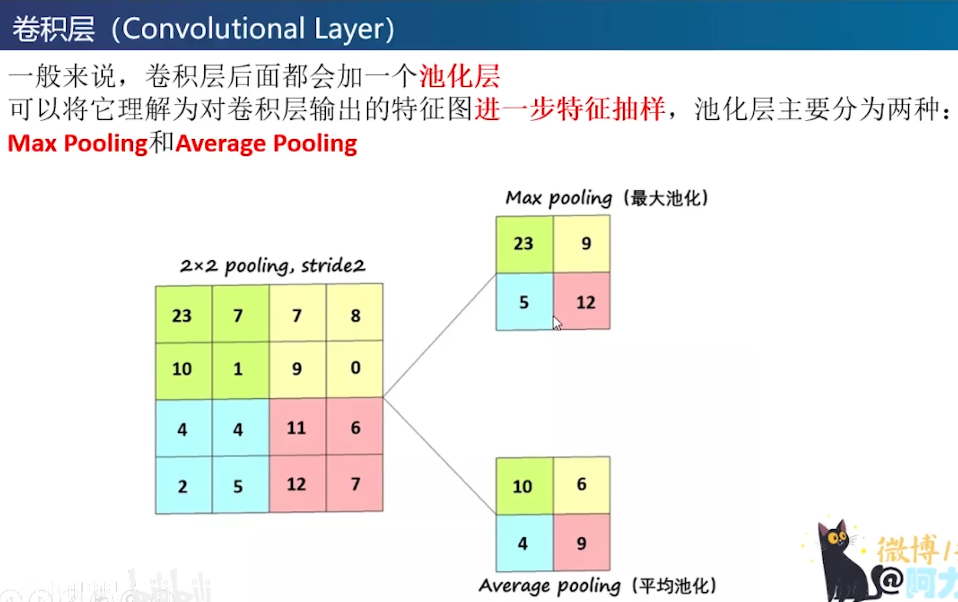 卷积层（Convolutional Layer）
一般来说，卷积层后面都会加一个池化层
可以将它理解为对卷积层输出的特征图进一步特征抽样，池化层主要分为两种：
Max Pooling和Average Pooling
Max pooling（最大池化）
23 9
5 12
2×2 pooling, stride2
23 7 7 8
10 1 9 0
4 4 11 6
2 5 12 7
10 6
4 9
Average pooling（平均池化）
微博
@阿力